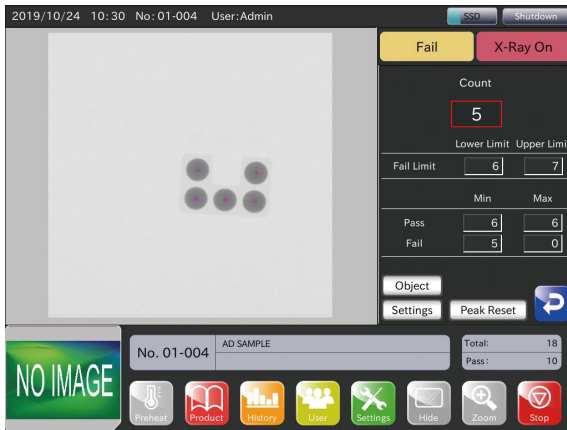 2019/10/24 10:30 No: 01-004 User:Admin SSD Shutdown
Fail X-Ray On
Count
5
Lower Limit Upper Limi
Fail Limit 6 7
Min Max
Pass 6 6
Fail 5 0
Object
Settings Peak Reset
NO IMAGE
No. 01-004 AD SAMPLE
Total: 18
Pass: 10
Preheat Product History User Settings Hide Zoom Stop